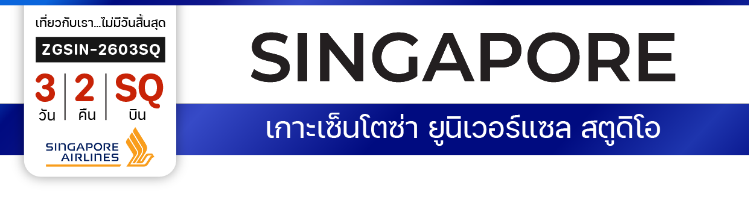 เที่ยวกับเรา...ไม่มีวันสิ้นสุด
ZGSIN-2603SQ
3 2 SQ
วัน คืน บิน
SINGAPORE
AIRLINES
SINGAPORE
เกาะเซ็นโตซ่า ยูนิเวอร์แซล สตูดิโอ